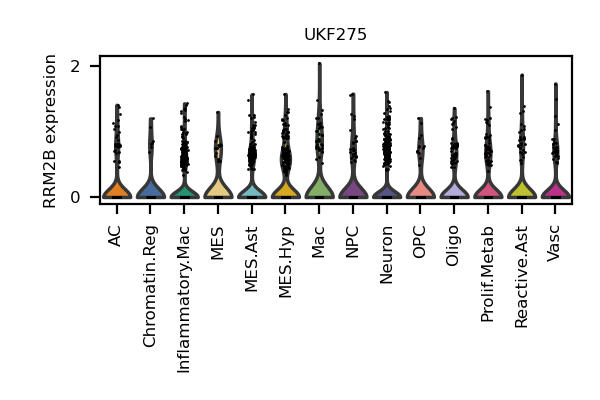 UKF275
RRM2B expression
2
0
AC
Chromatin.Reg
Inflammatory.Mac
MES
MES.Ast
MES.Hyp
Mac
NPC
Neuron
OPC
Oligo
Prolif.Metab
Reactive.Ast
Vasc